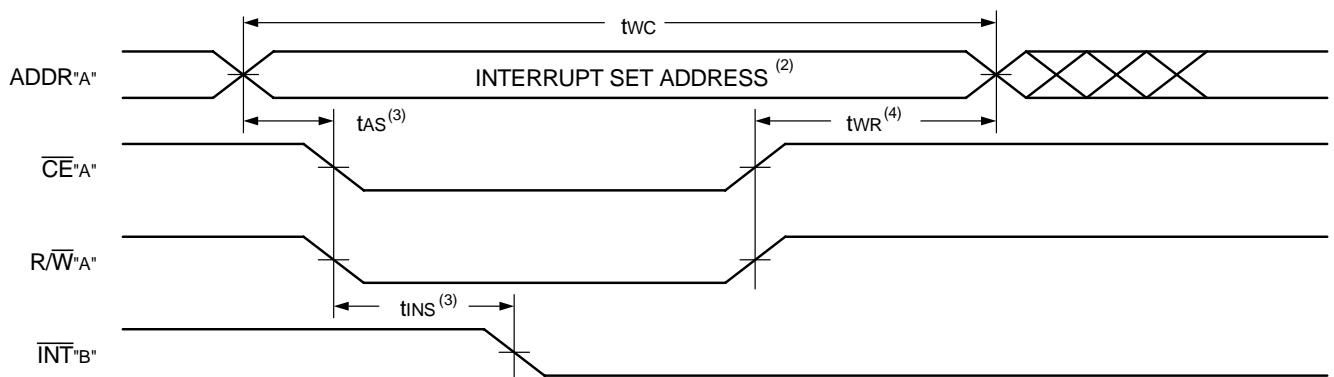 tWC
ADDR"A" INTERRUPT SET ADDRESS (2)
tAS(3) tWR(4)
CE"A"
R/W"A"
tINS(3)
INT"B"